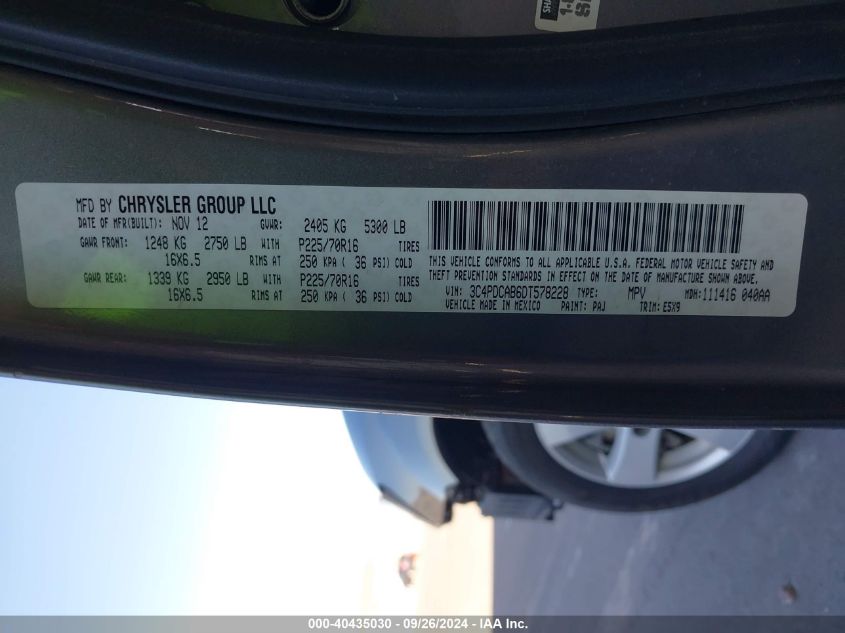 MFD BY CHRYSLER GROUP LLC
DATE OF MFR(BUILT): NOV 12 GVWR: 2405 KG 5300 LB
GAWR FRONT: 1248 KG 2750 LB WITH P225/70R16 TIRES
16X6.5 RIMS AT 250 KPA ( 36 PSI) COLD
GAWR REAR: 1339 KG 2950 LB WITH P225/70R16 TIRES
16X6.5 RIMS AT 250 KPA ( 36 PSI) COLD
THIS VEHICLE CONFORMS TO ALL APPLICABLE U.S.A. FEDERAL MOTOR VEHICLE SAFETY AND
THEFT PREVENTION STANDARDS IN EFFECT ON THE DATE OF MANUFACTURE SHOWN ABOVE.
VIN: 3C4PDCAB6DT578228 TYPE: MPV MDH: 111416 040AA
VEHICLE MADE IN MEXICO PAINT: PAJ TRIM: E5X9
000-40435030 - 09/26/2024 - IAA Inc.